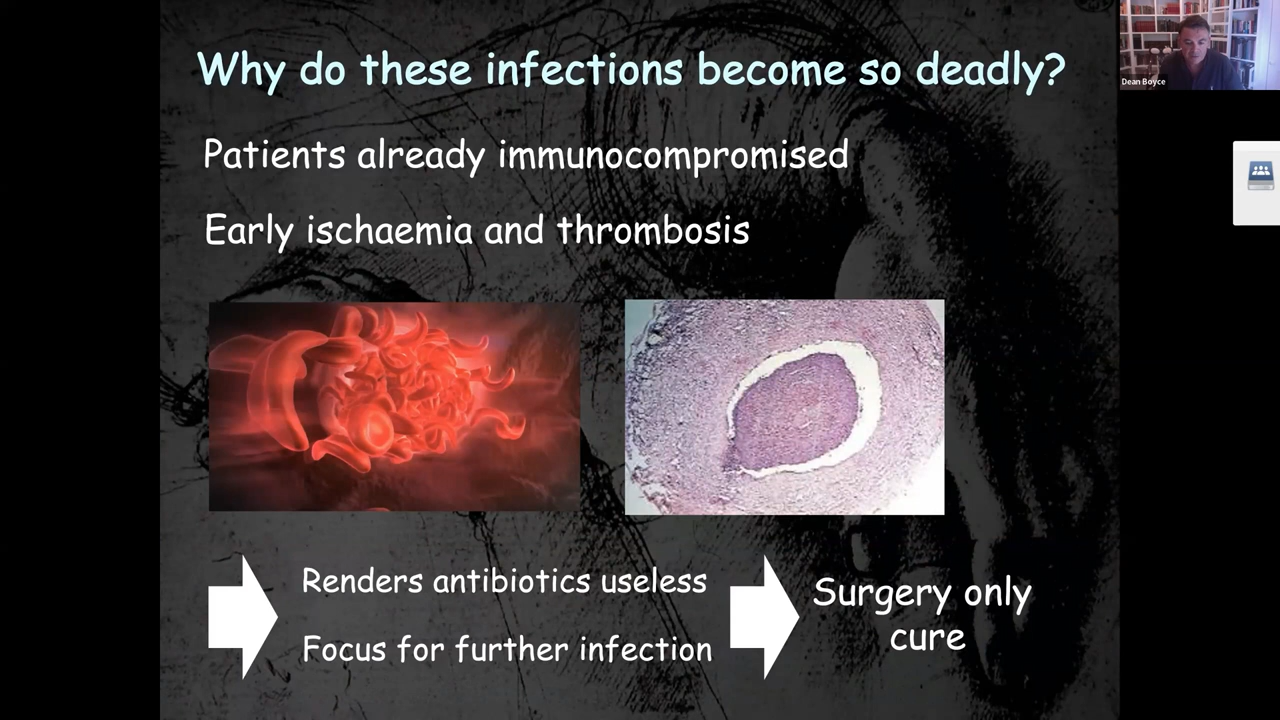 Why do these infections become so deadly?
Dean Boyce
Patients already immunocompromised
Early ischaemia and thrombosis
Renders antibiotics useless
Focus for further infection
Surgery only
cure